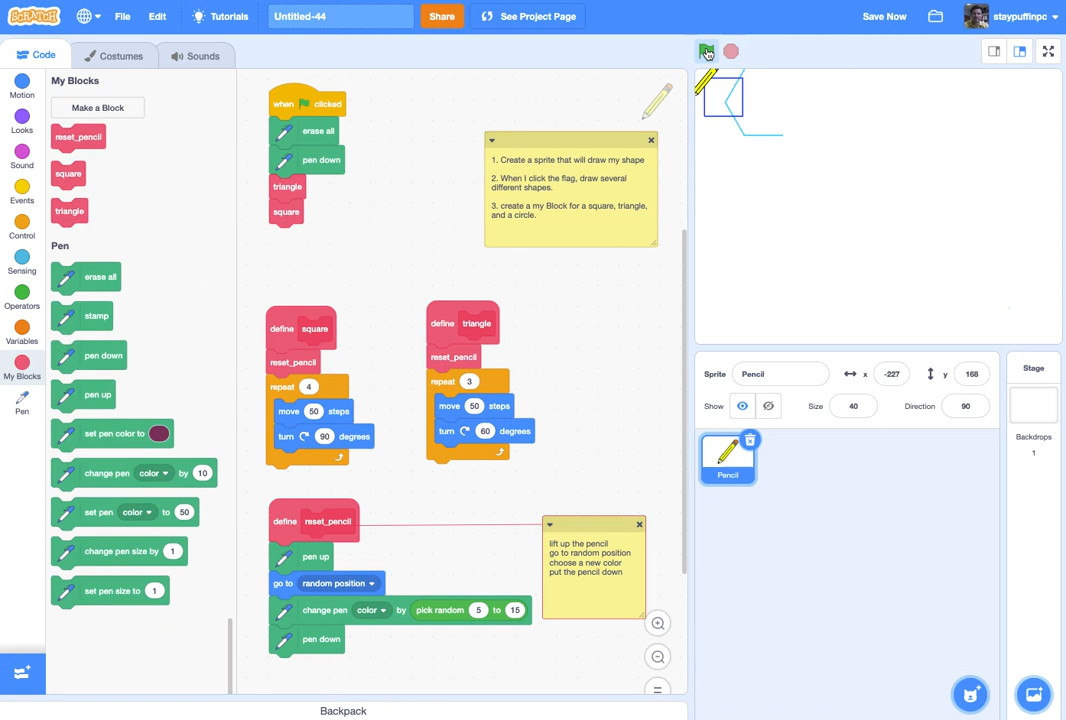 SCRATCH
File
Edit
Tutorials
Untitled-44
Share
See Project Page
Save Now
staypuffinpc
Code
Costumes
Sounds
Motion
Looks
Sound
Events
Control
Sensing
Operators
Variables
My Blocks
Pen
My Blocks
Make a Block
reset_pencil
square
triangle
Pen
erase all
stamp
pen down
pen up
set pen color to
change pen color by 10
set pen color to 50
change pen size by 1
set pen size to 1
when clicked
erase all
pen down
triangle
square
1. Create a sprite that will draw my shape
2. When I click the flag, draw several
different shapes.
3. create a my Block for a square, triangle,
and a circle.
define square
reset_pencil
repeat 4
move 50 steps
turn 90 degrees
define triangle
reset_pencil
repeat 3
move 50 steps
turn 60 degrees
define reset_pencil
pen up
go to random position
change pen color by pick random 5 to 15
pen down
lift up the pencil
go to random position
choose a new color
put the pencil down
Backpack
Sprite
Pencil
x
-227
y
168
Show
Size
40
Direction
90
Pencil
Stage
Backdrops
1